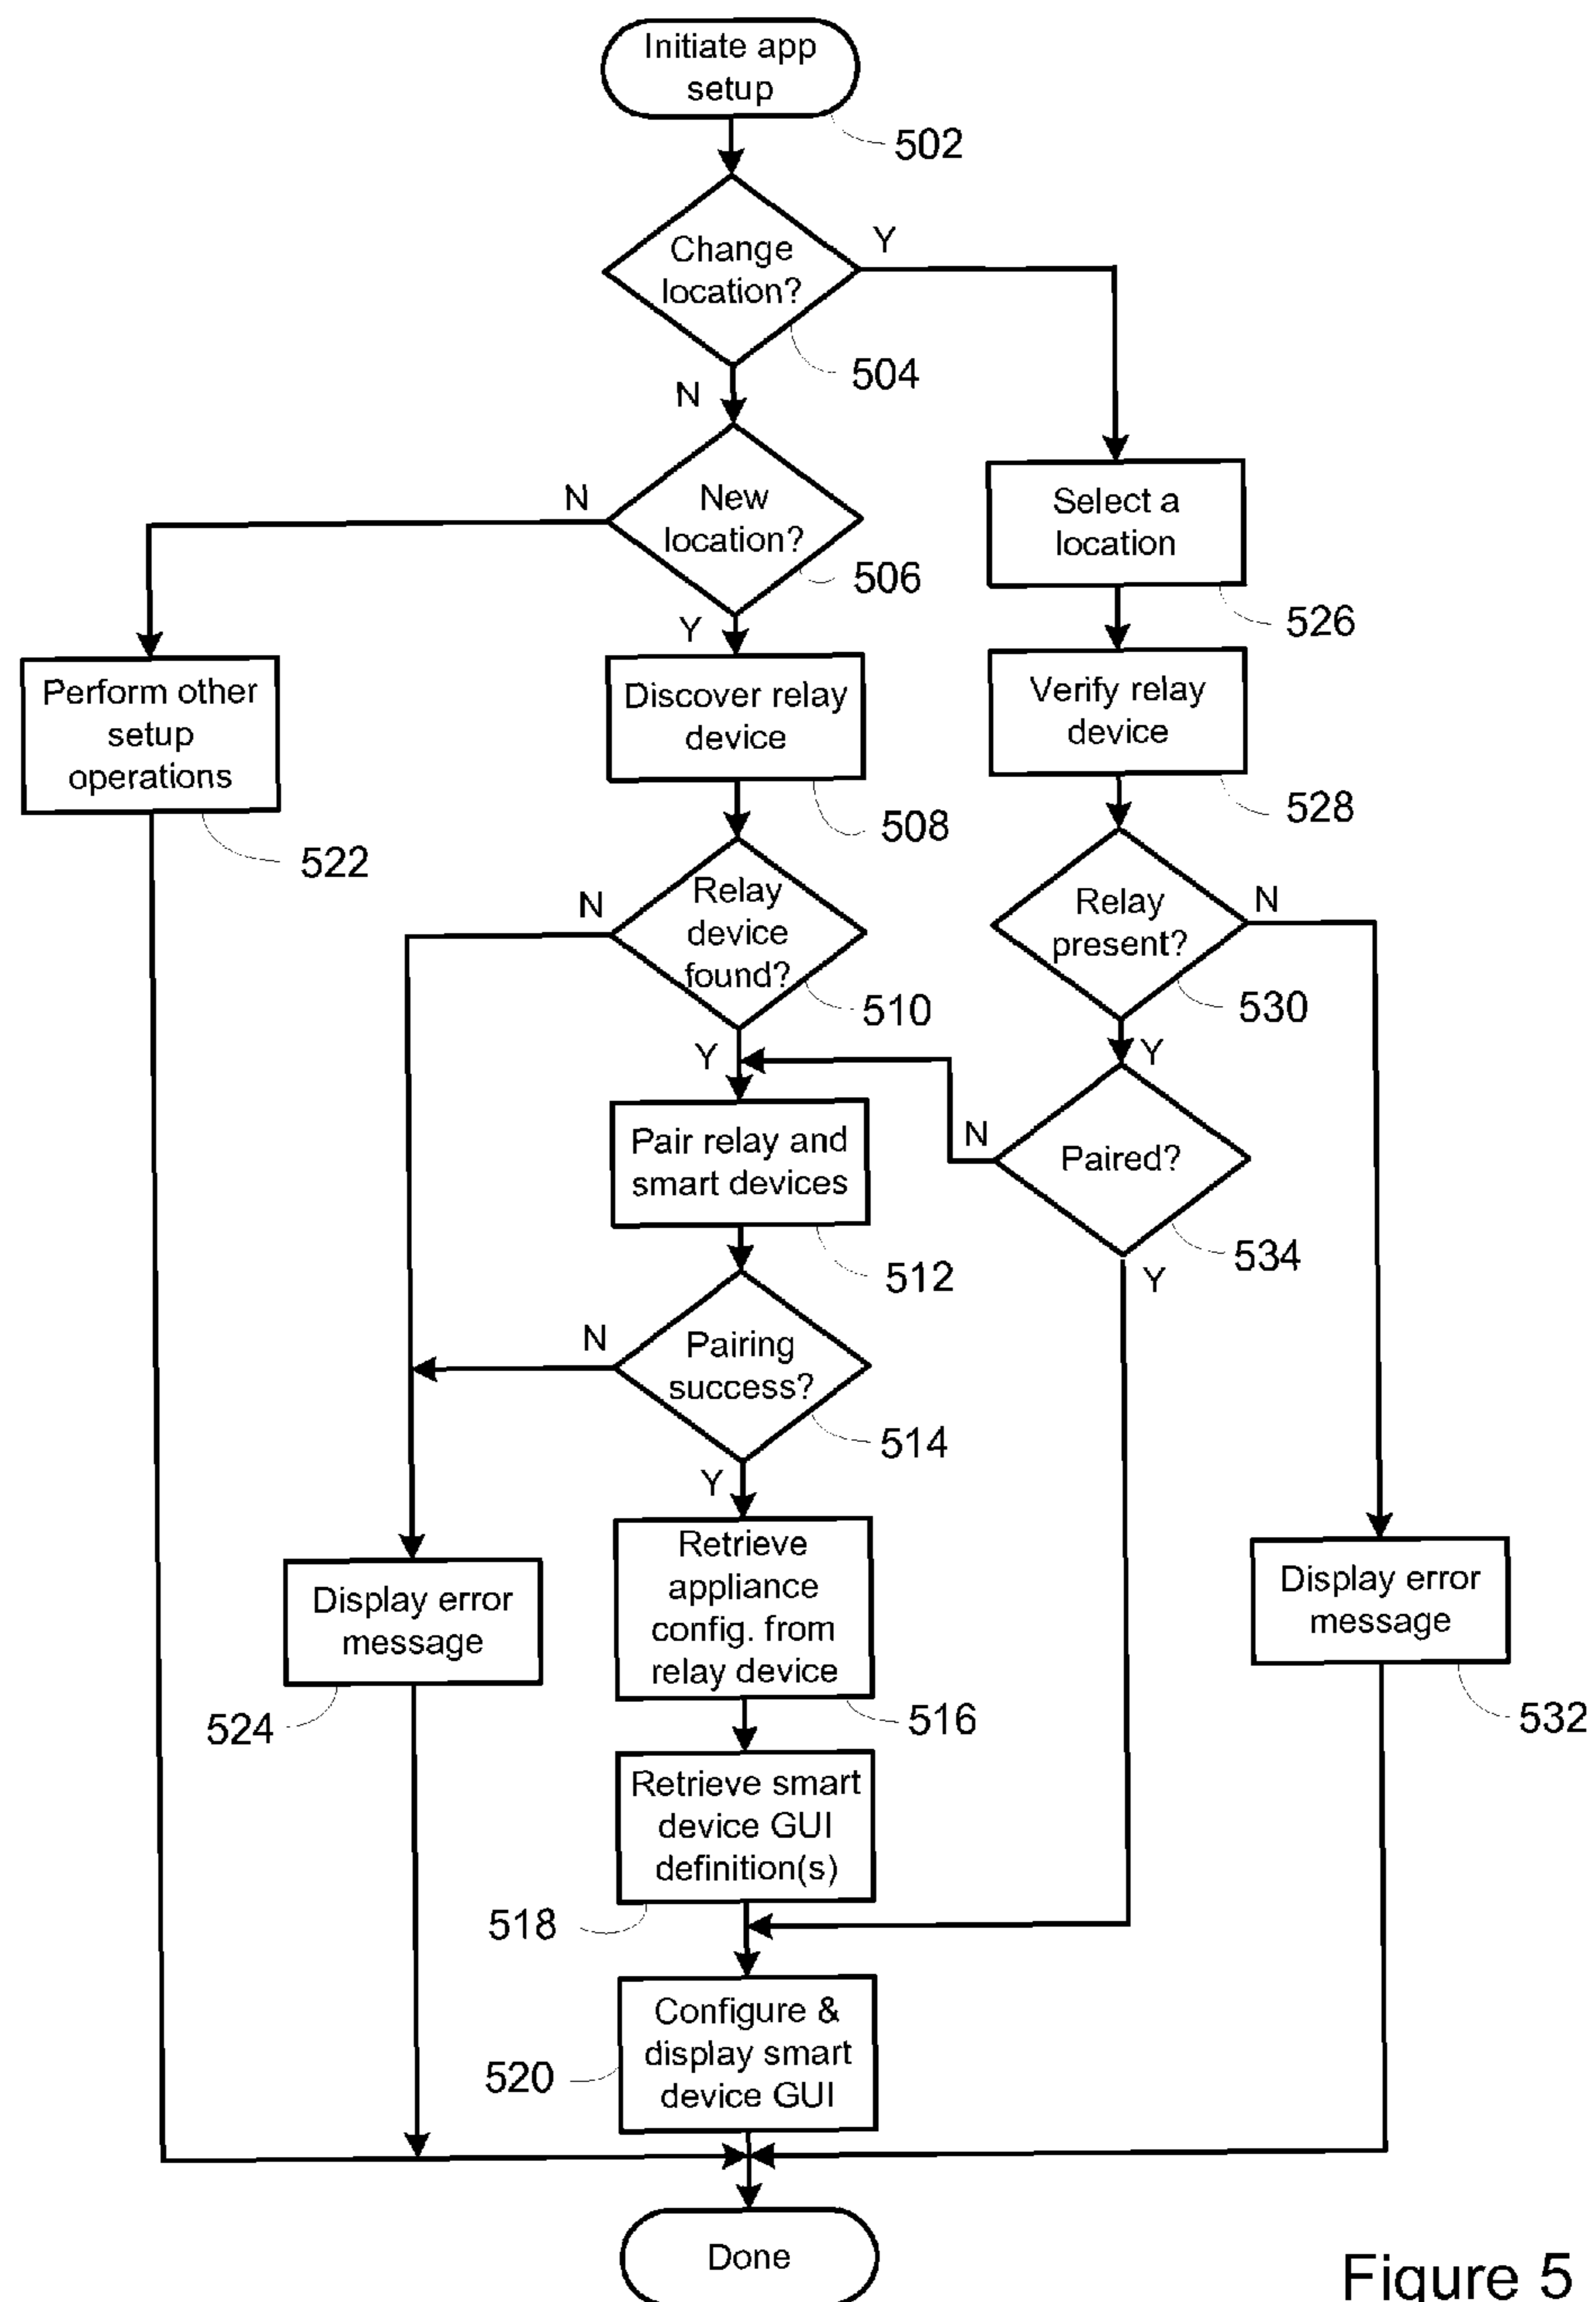 Initiate app
setup
502
Change
location?
Y
504
N
New
location?
N
506
Y
Select a
location
526
Perform other
setup
operations
522
Discover relay
device
508
Verify relay
device
528
Relay
device
found?
N
510
Y
Relay
present?
N
530
Y
Pair relay and
smart devices
512
Paired?
N
534
Y
Pairing
success?
N
514
Y
Display error
message
524
Retrieve
appliance
config. from
relay device
516
Display error
message
532
Retrieve smart
device GUI
definition(s)
518
Configure &
display smart
device GUI
520
Done
Figure 5